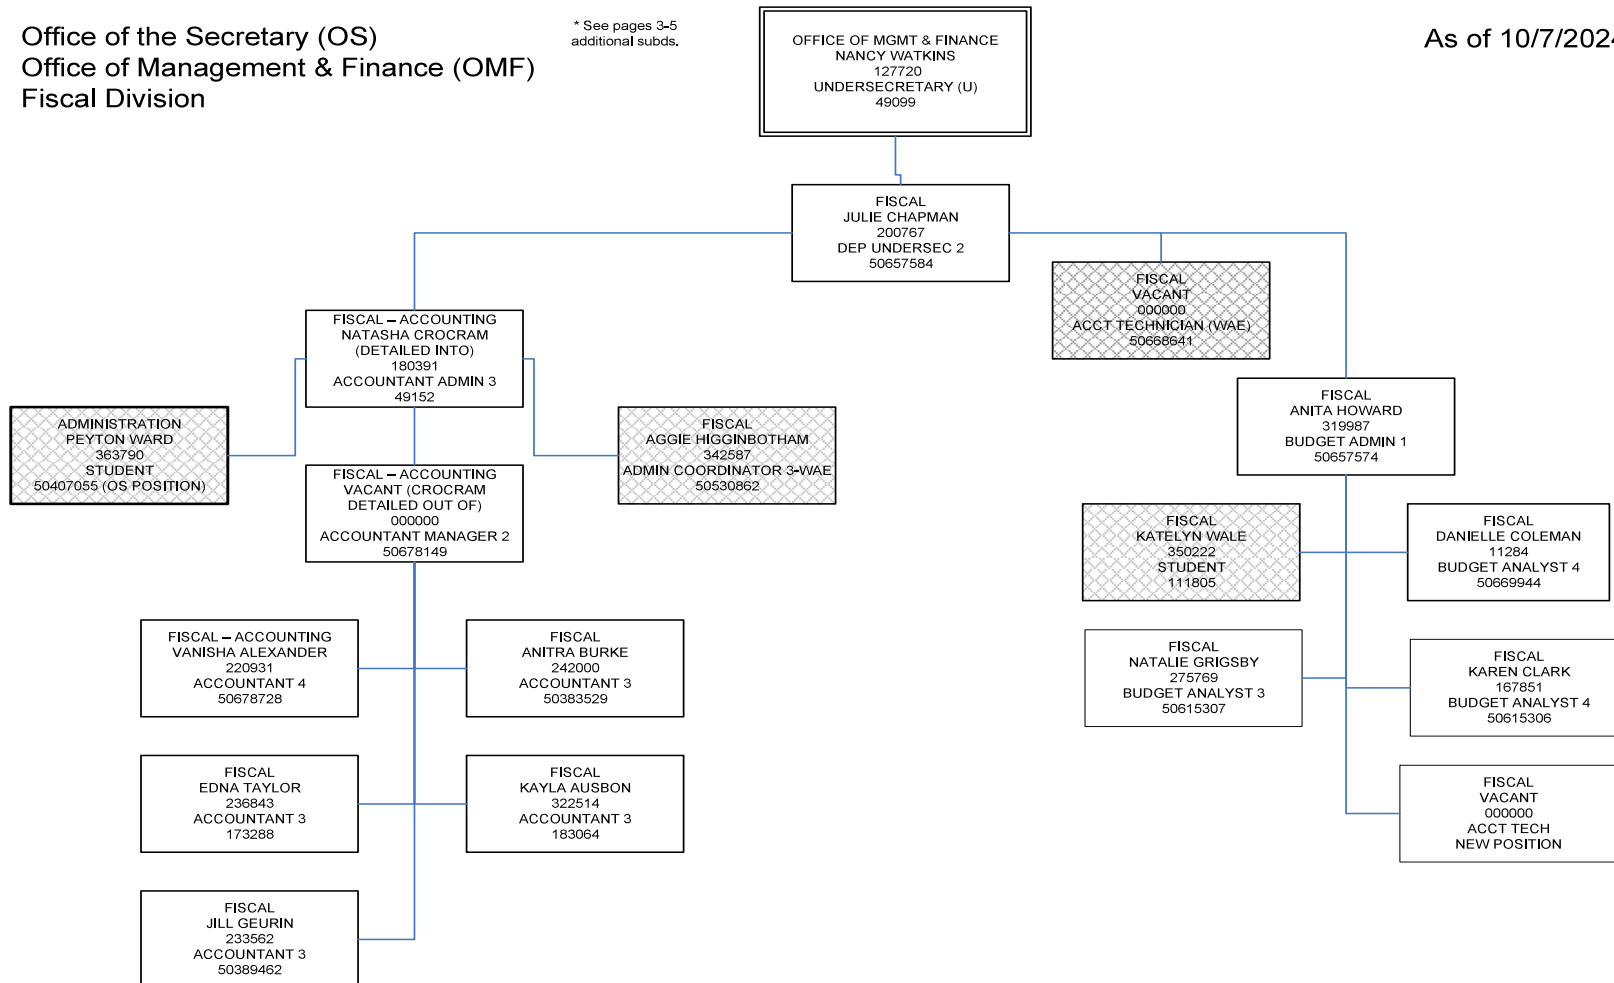 Office of the Secretary (OS)
Office of Management & Finance (OMF)
Fiscal Division
* See pages 3-5
additional subds.
As of 10/7/2024
OFFICE OF MGMT & FINANCE
NANCY WATKINS
127720
UNDERSECRETARY (U)
49099
FISCAL
JULIE CHAPMAN
200767
DEP UNDERSEC 2
50657584
FISCAL
VACANT
000000
ACCT TECHNICIAN (WAE)
50668641
FISCAL – ACCOUNTING
NATASHA CROCRAM
(DETAILED INTO)
180391
ACCOUNTANT ADMIN 3
49152
ADMINISTRATION
PEYTON WARD
363790
STUDENT
50407055 (OS POSITION)
FISCAL
AGGIE HIGGINBOTHAM
342587
ADMIN COORDINATOR 3-WAE
50530862
FISCAL
ANITA HOWARD
319987
BUDGET ADMIN 1
50657574
FISCAL – ACCOUNTING
VACANT (CROCRAM
DETAILED OUT OF)
000000
ACCOUNTANT MANAGER 2
50678149
FISCAL
KATELYN WALE
350222
STUDENT
111805
FISCAL
DANIELLE COLEMAN
11284
BUDGET ANALYST 4
50669944
FISCAL – ACCOUNTING
VANISHA ALEXANDER
220931
ACCOUNTANT 4
50678728
FISCAL
ANITRA BURKE
242000
ACCOUNTANT 3
50383529
FISCAL
NATALIE GRIGSBY
275769
BUDGET ANALYST 3
50615307
FISCAL
KAREN CLARK
167851
BUDGET ANALYST 4
50615306
FISCAL
EDNA TAYLOR
236843
ACCOUNTANT 3
173288
FISCAL
KAYLA AUSBON
322514
ACCOUNTANT 3
183064
FISCAL
VACANT
000000
ACCT TECH
NEW POSITION
FISCAL
JILL GEURIN
233562
ACCOUNTANT 3
50389462